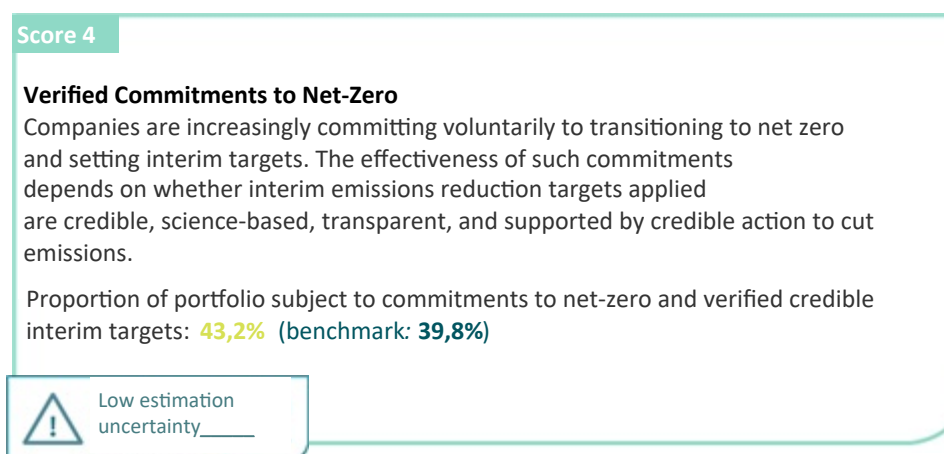 Score 4
Verified Commitments to Net-Zero
Companies are increasingly committing voluntarily to transitioning to net zero
and setting interim targets. The effectiveness of such commitments
depends on whether interim emissions reduction targets applied
are credible, science-based, transparent, and supported by credible action to cut
emissions.
Proportion of portfolio subject to commitments to net-zero and verified credible
interim targets: 43,2% (benchmark: 39,8%)
Low estimation
uncertainty_____